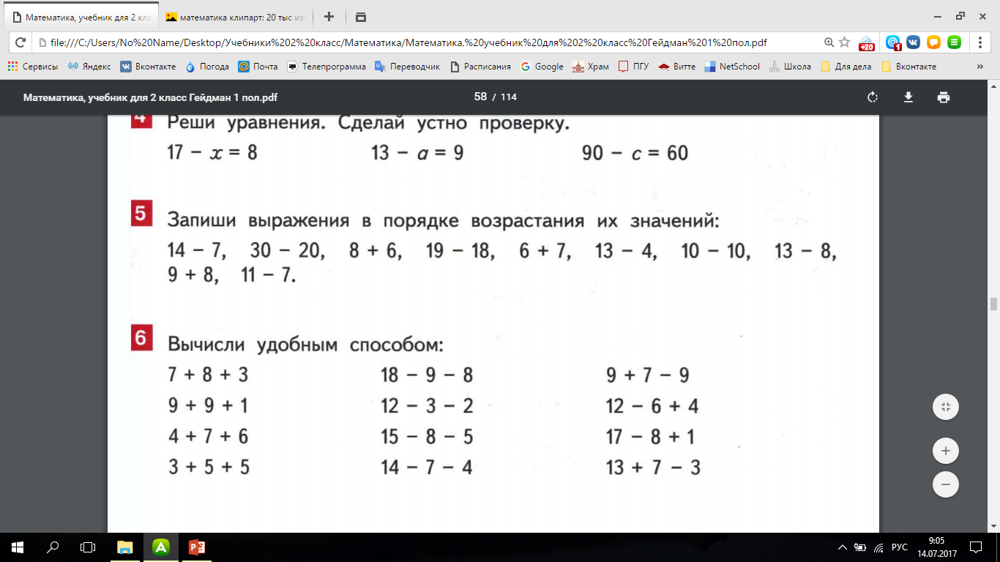 Математика, учебник для 2 кла
математика клипарт: 20 тыс из
file:///C:/Users/No%20Name/Desktop/Учебники%202%20класс/Математика/Математика,%20учебник%20для%202%20класс%20Гейдман%201%20пол.pdf
+20
1
Сервисы Яндекс Вконтакте Погода Почта Телепрограмма Переводчик Расписания Google Храм ПГУ Витте NetSchool Школа Для дела Вконтакте »
Математика, учебник для 2 класс Гейдман 1 пол.pdf 58 / 114
4 Реши уравнения. Сделай устно проверку.
17 − x = 8 13 − a = 9 90 − c = 60
5 Запиши выражения в порядке возрастания их значений:
14 − 7, 30 − 20, 8 + 6, 19 − 18, 6 + 7, 13 − 4, 10 − 10, 13 − 8,
9 + 8, 11 − 7.
6 Вычисли удобным способом:
7 + 8 + 3 18 − 9 − 8 9 + 7 − 9
9 + 9 + 1 12 − 3 − 2 12 − 6 + 4
4 + 7 + 6 15 − 8 − 5 17 − 8 + 1
3 + 5 + 5 14 − 7 − 4 13 + 7 − 3
РУС 9:05
14.07.2017